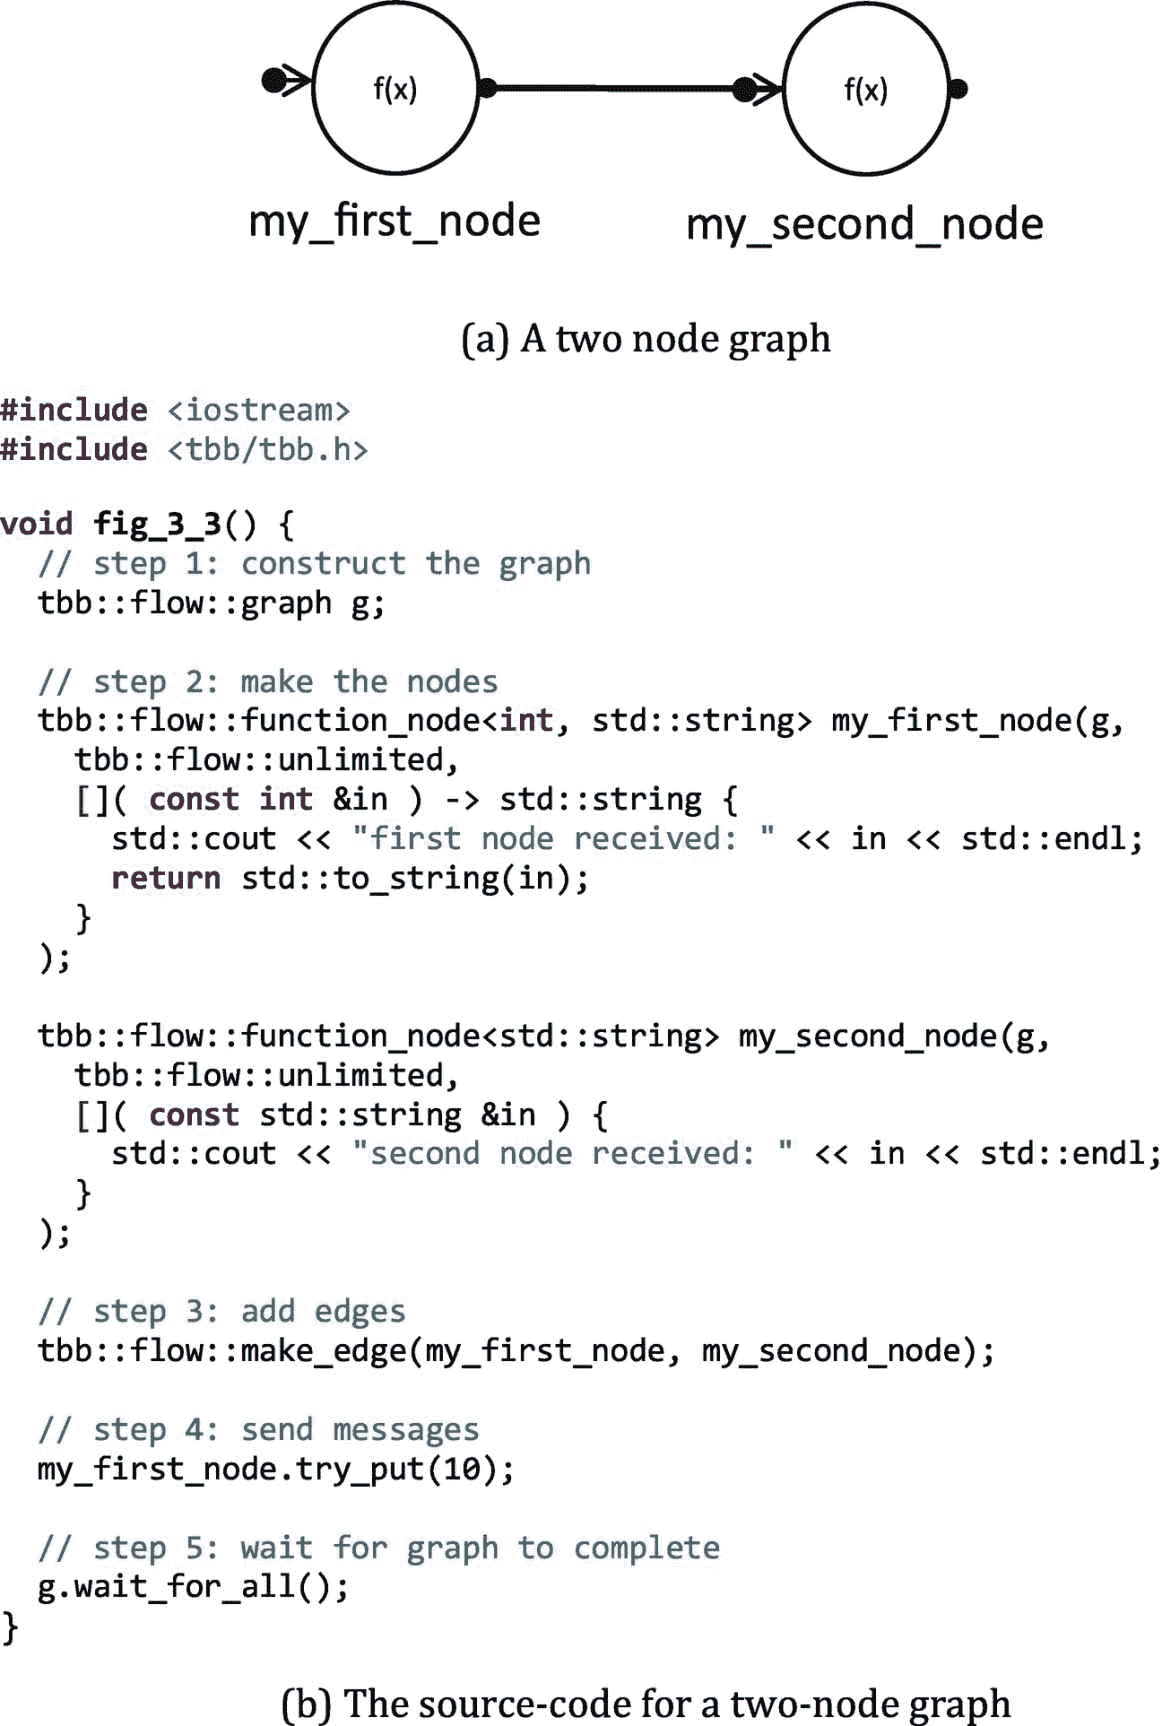 f(x) f(x)
my_first_node my_second_node
(a) A two node graph
#include <iostream>
#include <tbb/tbb.h>

void fig_3_3() {
  // step 1: construct the graph
  tbb::flow::graph g;

  // step 2: make the nodes
  tbb::flow::function_node<int, std::string> my_first_node(g,
    tbb::flow::unlimited,
    []( const int &in ) -> std::string {
      std::cout << "first node received: " << in << std::endl;
      return std::to_string(in);
    }
  );

  tbb::flow::function_node<std::string> my_second_node(g,
    tbb::flow::unlimited,
    []( const std::string &in ) {
      std::cout << "second node received: " << in << std::endl;
    }
  );

  // step 3: add edges
  tbb::flow::make_edge(my_first_node, my_second_node);

  // step 4: send messages
  my_first_node.try_put(10);

  // step 5: wait for graph to complete
  g.wait_for_all();
}
(b) The source-code for a two-node graph